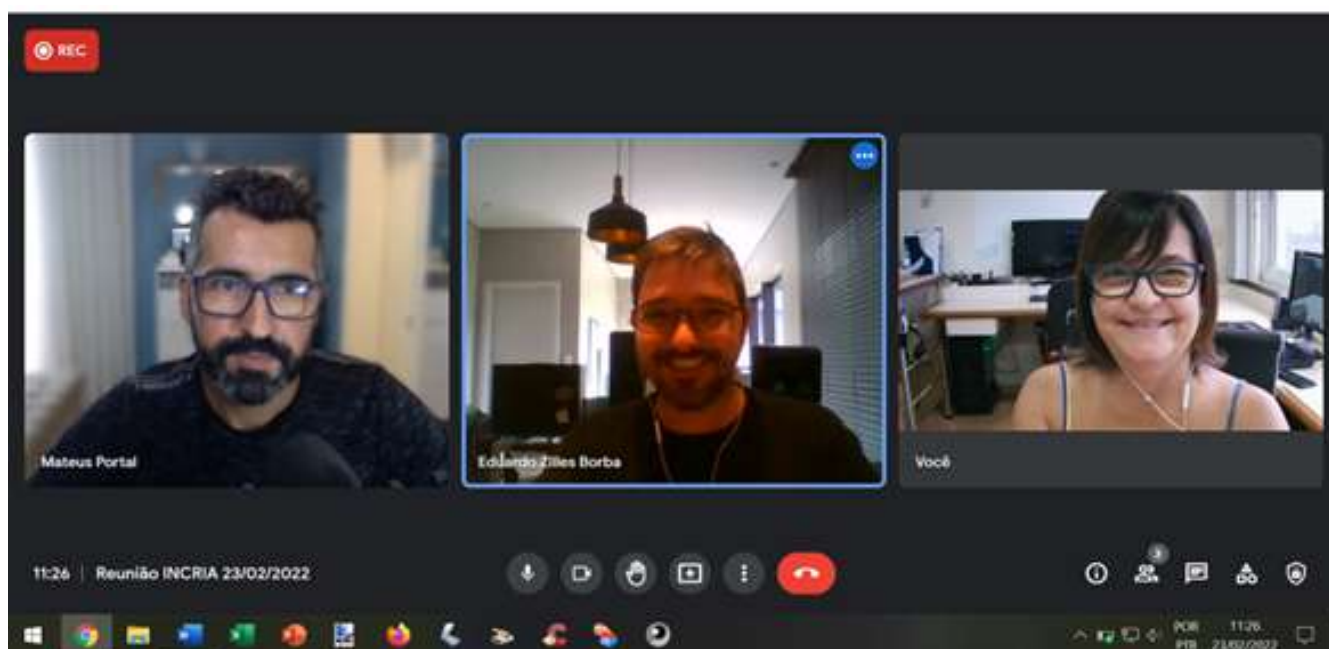 REC
Mateus Portal
Eduardo Zilles Borba
Você
11:26 | Reunião INCRIA 23/02/2022
3
POR 11:26
PTB 23/02/2022